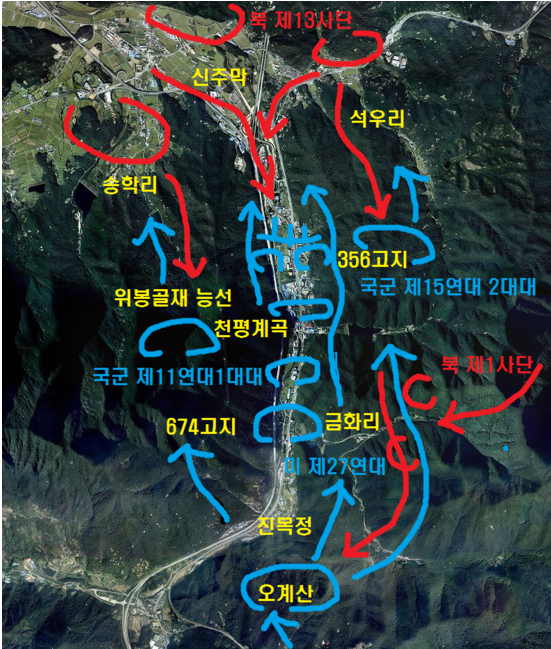 북 제13사단
신주막
석우리
송학리
356고지
국군 제15연대 2대대
위봉골재 능선
천평계곡
국군 제11연대1대대
북 제1사단
674고지
금화리
미 제27연대
진목정
오계산